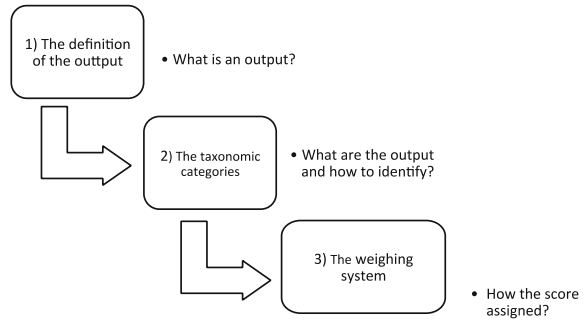 1) The definition
of the outtput
• What is an output?
2) The taxonomic
categories
• What are the output
and how to identify?
3) The weighing
system
• How the score
assigned?